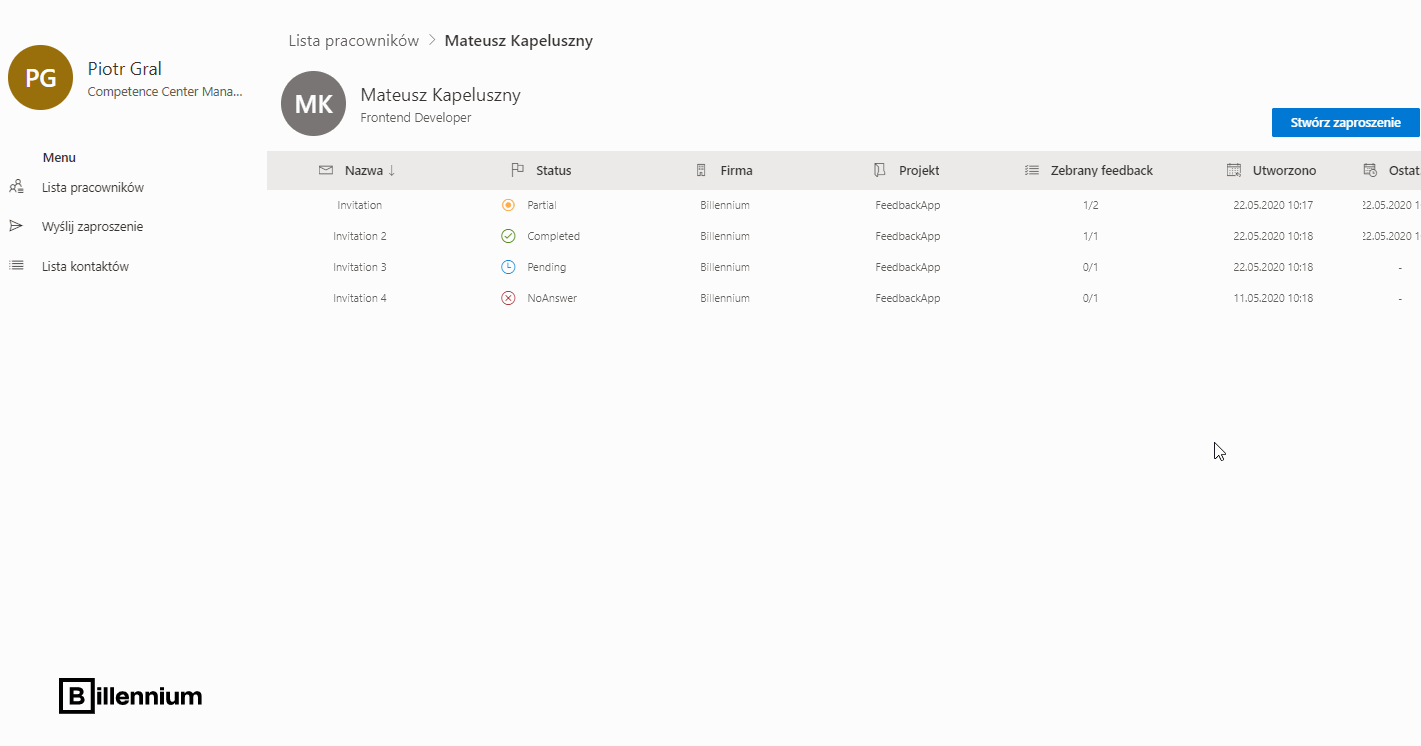 PG
Piotr Gral
Competence Center Mana...
Menu
Lista pracowników
Wyślij zaproszenie
Lista kontaktów
Lista pracowników > Mateusz Kapeluszny
MK
Mateusz Kapeluszny
Frontend Developer
Stwórz zaproszenie
Nazwa ↓ Status Firma Projekt Zebrany feedback Utworzono Ostat
Invitation Partial Billennium FeedbackApp 1/2 22.05.2020 10:17 22.05.2020 1
Invitation 2 Completed Billennium FeedbackApp 1/1 22.05.2020 10:18 22.05.2020 1
Invitation 3 Pending Billennium FeedbackApp 0/1 22.05.2020 10:18 -
Invitation 4 NoAnswer Billennium FeedbackApp 0/1 11.05.2020 10:18 -
Billennium